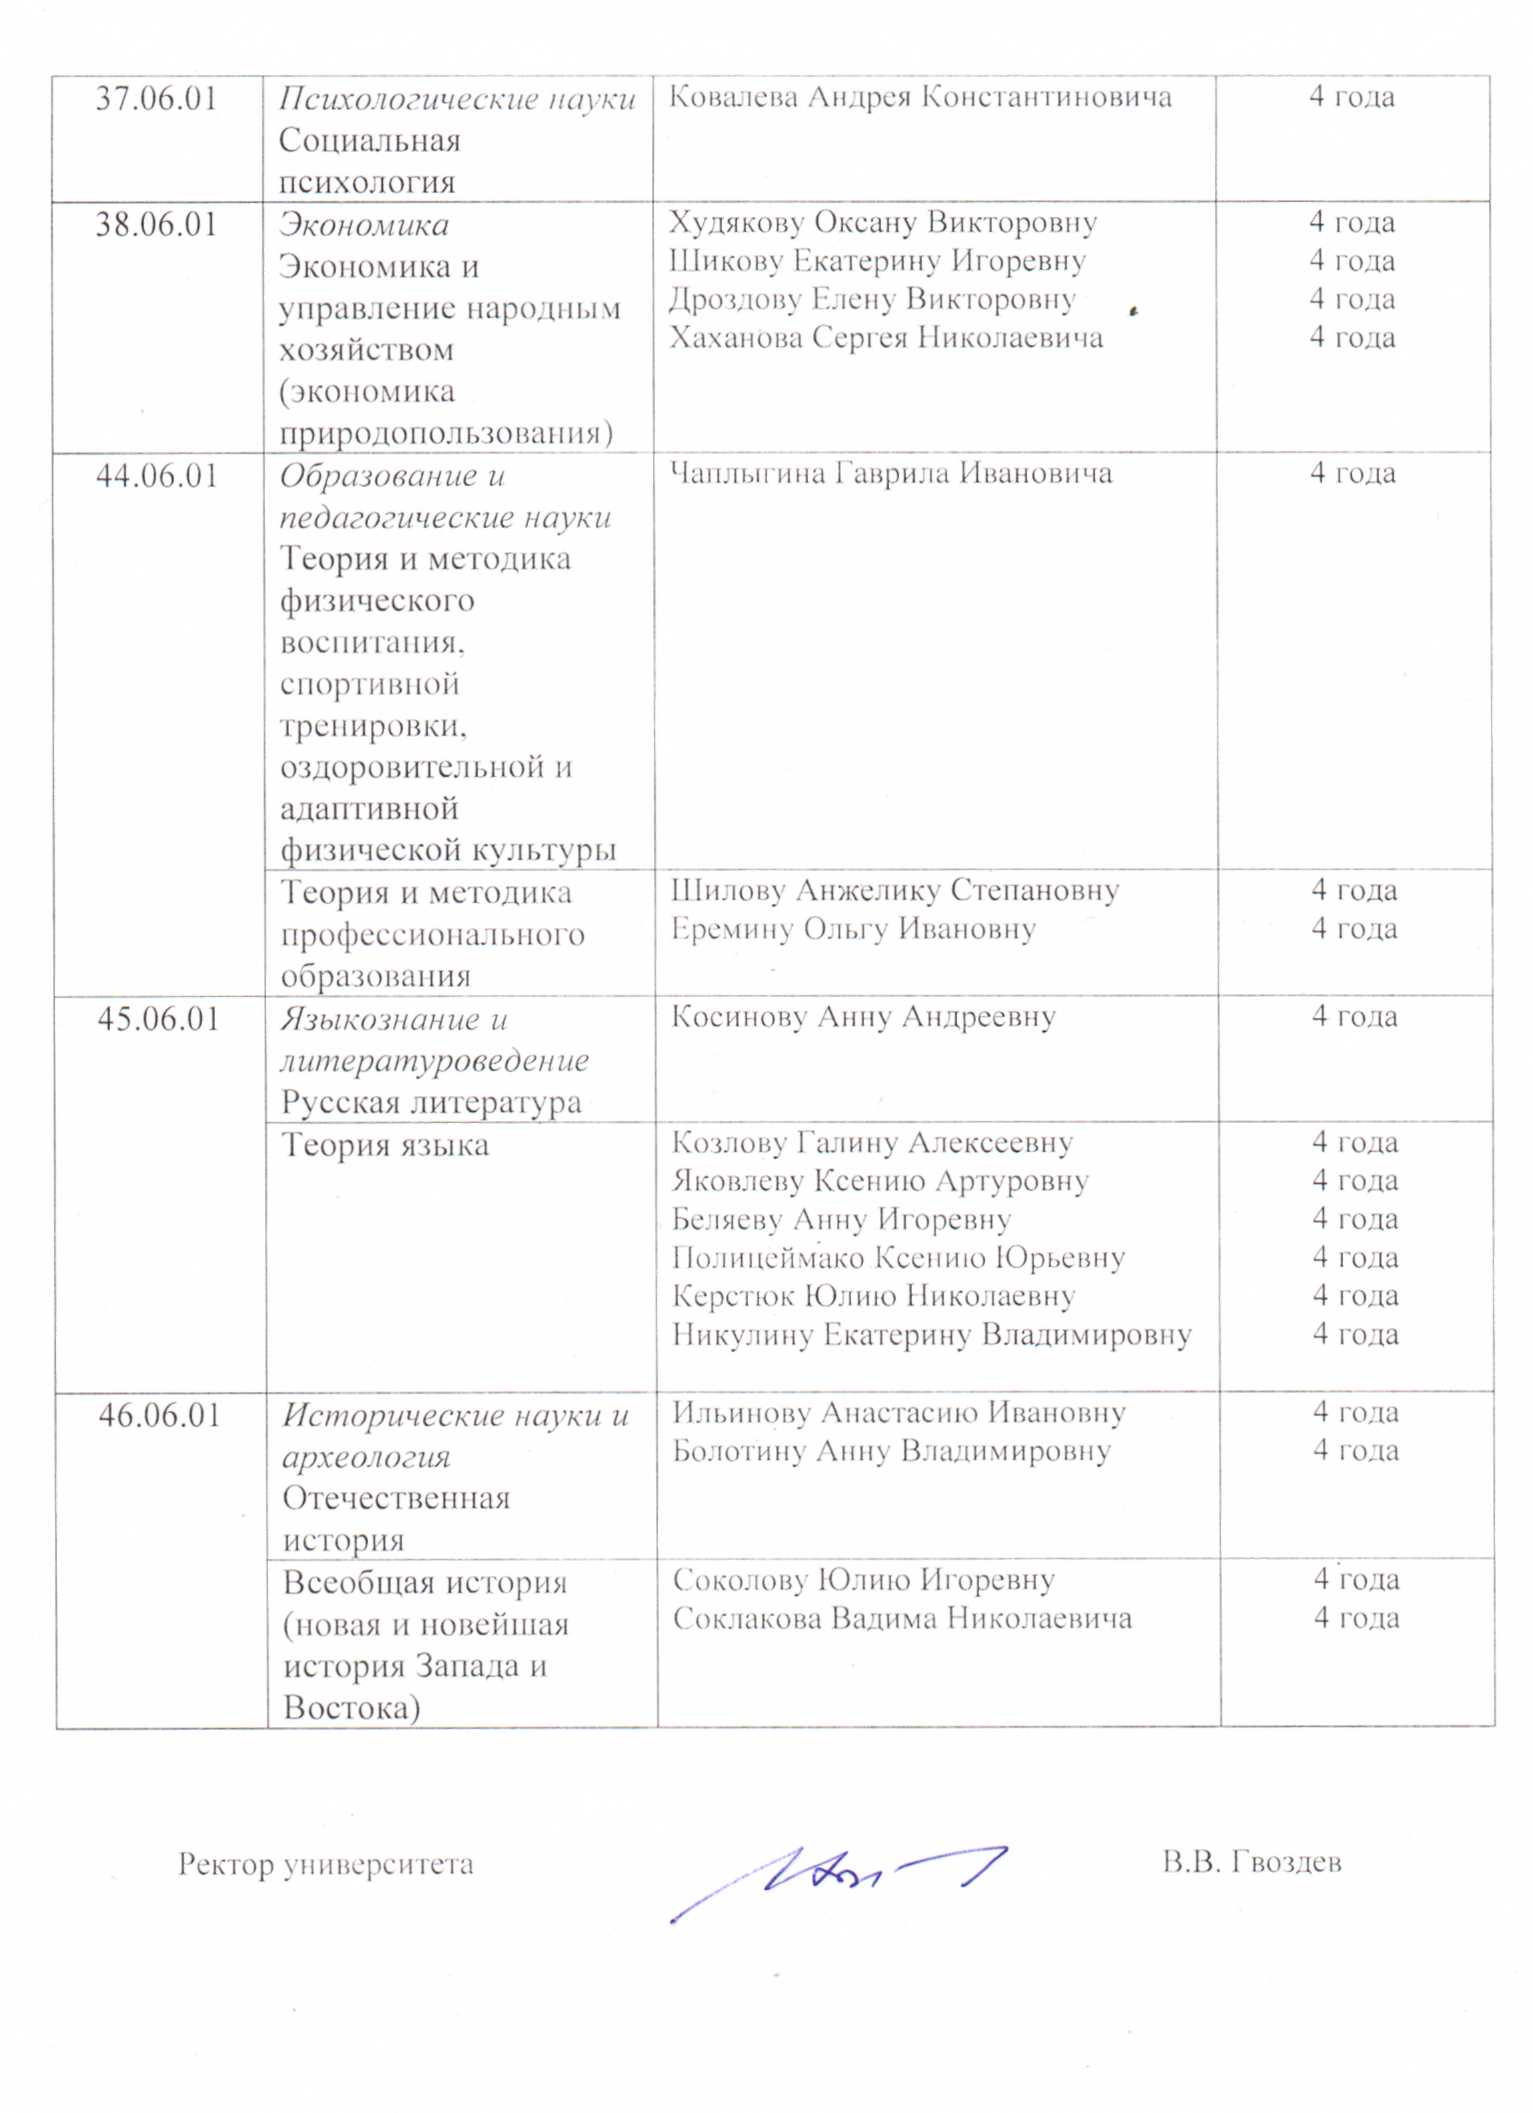 37.06.01
Психологические науки
Социальная
психология
Ковалева Андрея Константиновича
4 года
38.06.01
Экономика
Экономика и
управление народным
хозяйством
(экономика
природопользования)
Худякову Оксану Викторовну
4 года
Шикову Екатерину Игоревну
4 года
Дроздову Елену Викторовну
4 года
Хаханова Сергея Николаевича
4 года
44.06.01
Образование и
педагогические науки
Теория и методика
физического
воспитания,
спортивной
тренировки,
оздоровительной и
адаптивной
физической культуры
Чаплыгина Гаврила Ивановича
4 года
Теория и методика
профессионального
образования
Шилову Анжелику Степановну
4 года
Еремину Ольгу Ивановну
4 года
45.06.01
Языкознание и
литературоведение
Русская литература
Косинову Анну Андреевну
4 года
Теория языка
Козлову Галину Алексеевну
4 года
Яковлеву Ксению Артуровну
4 года
Беляеву Анну Игоревну
4 года
Полицеймако Ксению Юрьевну
4 года
Керстюк Юлию Николаевну
4 года
Никулину Екатерину Владимировну
4 года
46.06.01
Исторические науки и
археология
Отечественная
история
Ильинову Анастасию Ивановну
4 года
Болотину Анну Владимировну
4 года
Всеобщая история
(новая и новейшая
история Запада и
Востока)
Соколову Юлию Игоревну
4 года
Соклакова Вадима Николаевича
4 года
Ректор университета
В.В. Гвоздев